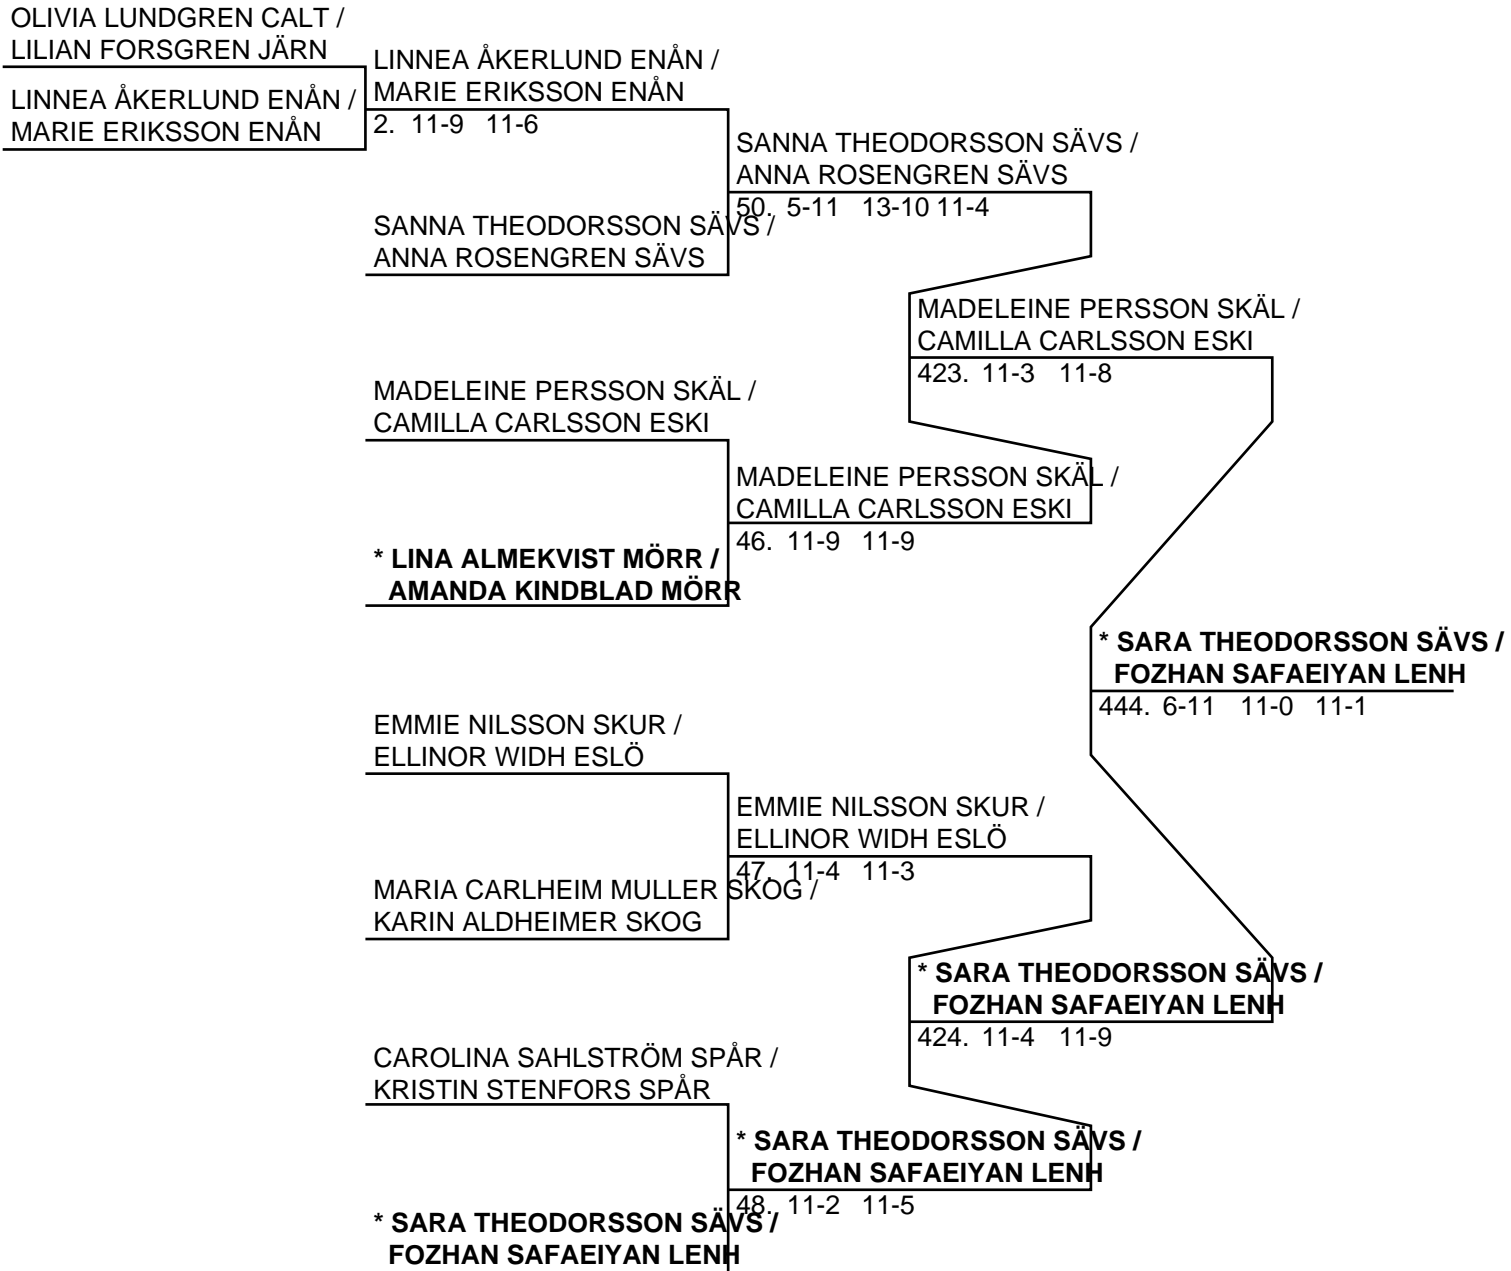 OLIVIA LUNDGREN CALT /
LILIAN FORSGREN JÄRN
LINNEA ÅKERLUND ENÅN /
MARIE ERIKSSON ENÅN
LINNEA ÅKERLUND ENÅN /
MARIE ERIKSSON ENÅN
2. 11-9 11-6
SANNA THEODORSSON SÄVS /
ANNA ROSENGREN SÄVS
50. 5-11 13-10 11-4
SANNA THEODORSSON SÄVS /
ANNA ROSENGREN SÄVS
MADELEINE PERSSON SKÄL /
CAMILLA CARLSSON ESKI
423. 11-3 11-8
MADELEINE PERSSON SKÄL /
CAMILLA CARLSSON ESKI
MADELEINE PERSSON SKÄL /
CAMILLA CARLSSON ESKI
46. 11-9 11-9
* LINA ALMEKVIST MÖRR /
AMANDA KINDBLAD MÖRR
* SARA THEODORSSON SÄVS /
FOZHAN SAFAEIYAN LENH
444. 6-11 11-0 11-1
EMMIE NILSSON SKUR /
ELLINOR WIDH ESLÖ
EMMIE NILSSON SKUR /
ELLINOR WIDH ESLÖ
47. 11-4 11-3
MARIA CARLHEIM MULLER SKOG /
KARIN ALDHEIMER SKOG
* SARA THEODORSSON SÄVS /
FOZHAN SAFAEIYAN LENH
424. 11-4 11-9
CAROLINA SAHLSTRÖM SPÅR /
KRISTIN STENFORS SPÅR
* SARA THEODORSSON SÄVS /
FOZHAN SAFAEIYAN LENH
48. 11-2 11-5
* SARA THEODORSSON SÄVS /
FOZHAN SAFAEIYAN LENH